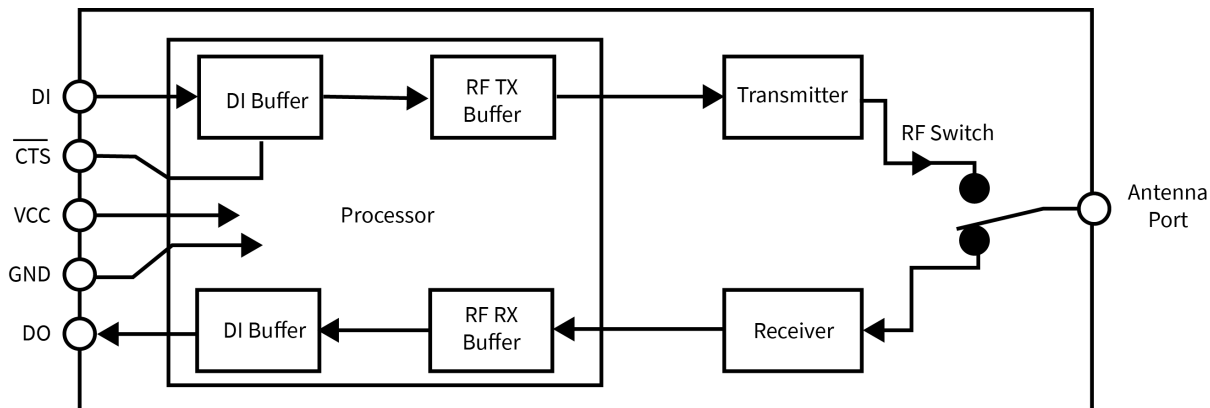 DI
CTS
VCC
GND
DO
DI Buffer
RF TX
Buffer
Processor
DI Buffer
RF RX
Buffer
Transmitter
RF Switch
Receiver
Antenna
Port